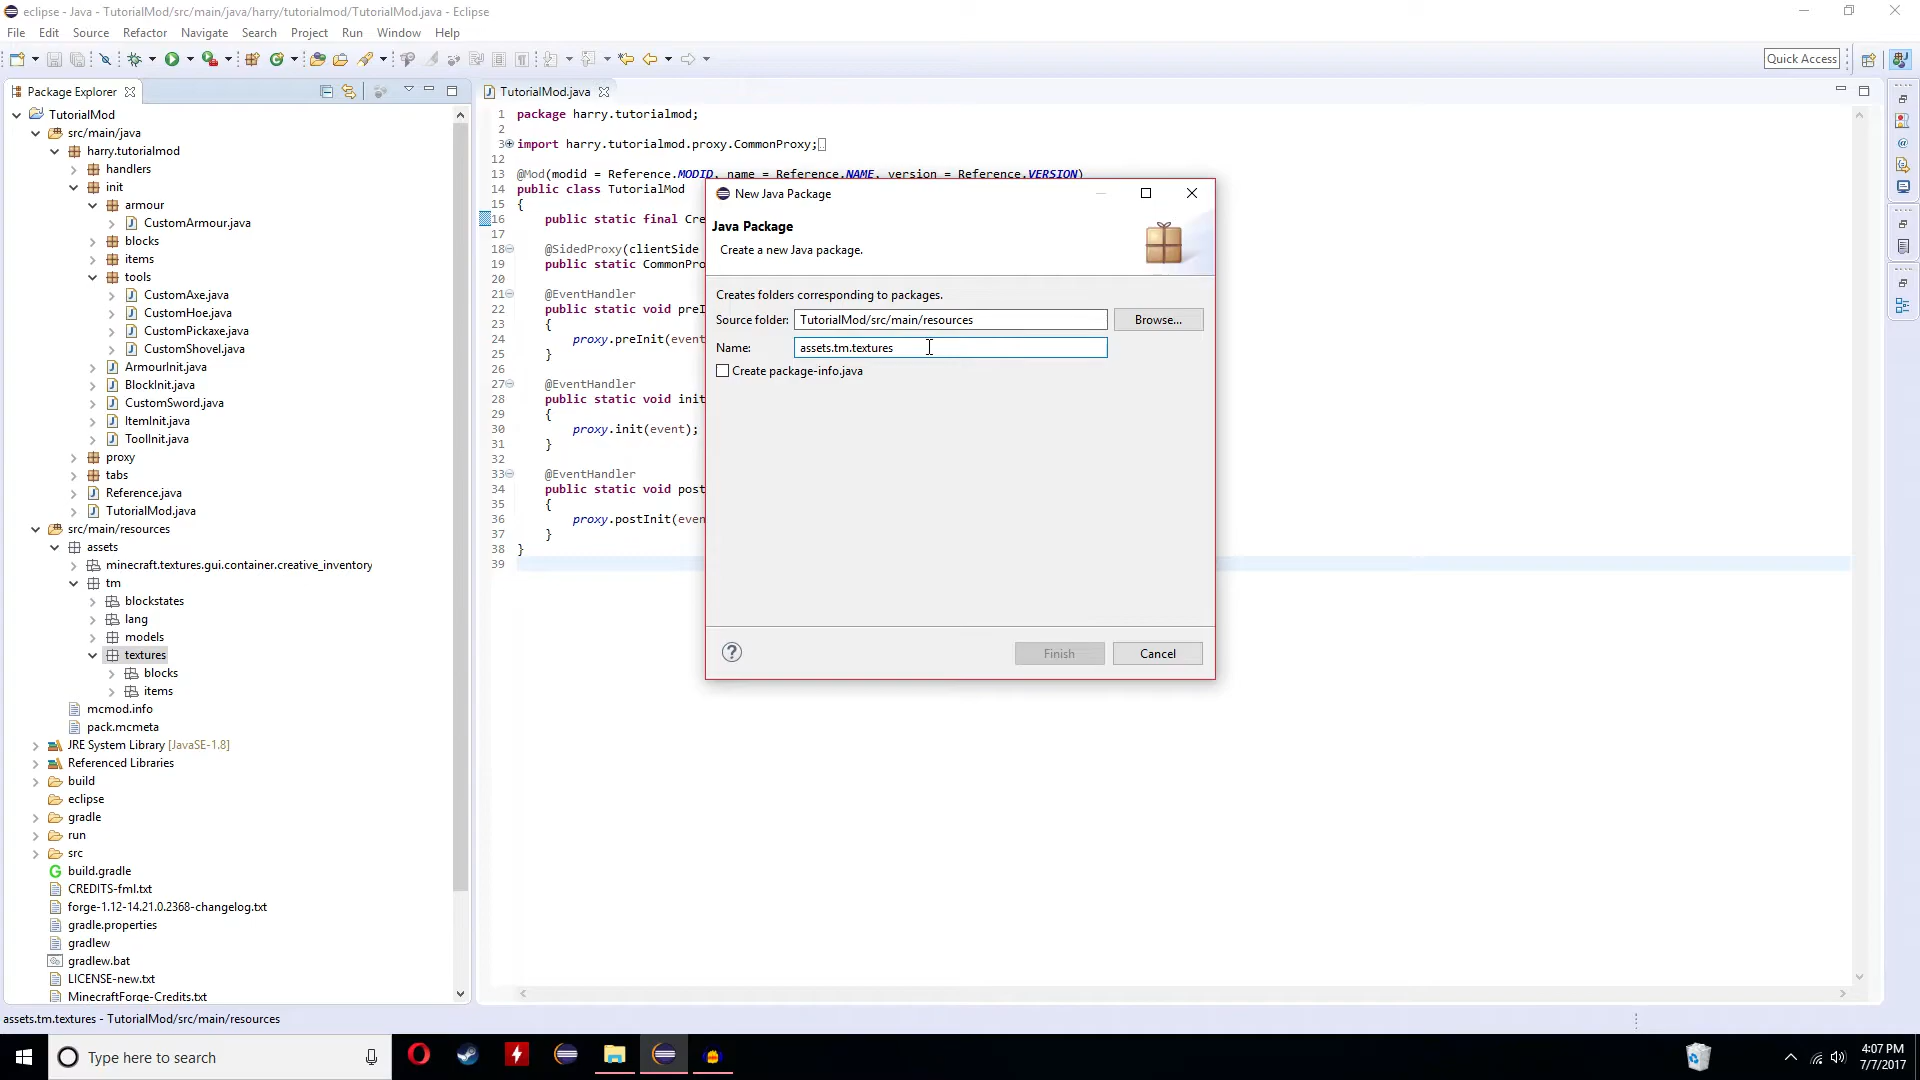 eclipse - Java - TutorialMod/src/main/java/harry/tutorialmod/TutorialMod.java - Eclipse
File Edit Source Refactor Navigate Search Project Run Window Help
Quick Access
Package Explorer
TutorialMod
src/main/java
harry.tutorialmod
handlers
init
armour
CustomArmour.java
blocks
items
tools
CustomAxe.java
CustomHoe.java
CustomPickaxe.java
CustomShovel.java
ArmourInit.java
BlockInit.java
CustomSword.java
ItemInit.java
ToolInit.java
proxy
tabs
Reference.java
TutorialMod.java
src/main/resources
assets
minecraft.textures.gui.container.creative_inventory
tm
blockstates
lang
models
textures
blocks
items
mcmod.info
pack.mcmeta
JRE System Library [JavaSE-1.8]
Referenced Libraries
build
eclipse
gradle
run
src
build.gradle
CREDITS-fml.txt
forge-1.12-14.21.0.2368-changelog.txt
gradle.properties
gradlew
gradlew.bat
LICENSE-new.txt
MinecraftForge-Credits.txt
TutorialMod.java
1 package harry.tutorialmod;
2
3 import harry.tutorialmod.proxy.CommonProxy;
12
13 @Mod(modid = Reference.MODID, name = Reference.NAME, version = Reference.VERSION)
14 public class TutorialMod
15 {
16 public static final Cre
17
18 @SidedProxy(clientSide
19 public static CommonPro
20
21 @EventHandler
22 public static void preI
23 {
24 proxy.preInit(event
25 }
26
27 @EventHandler
28 public static void init
29 {
30 proxy.init(event);
31 }
32
33 @EventHandler
34 public static void post
35 {
36 proxy.postInit(even
37 }
38 }
39
New Java Package
Java Package
Create a new Java package.
Creates folders corresponding to packages.
Source folder: TutorialMod/src/main/resources Browse...
Name: assets.tm.textures
Create package-info.java
? Finish Cancel
assets.tm.textures - TutorialMod/src/main/resources
Type here to search
4:07 PM
7/7/2017